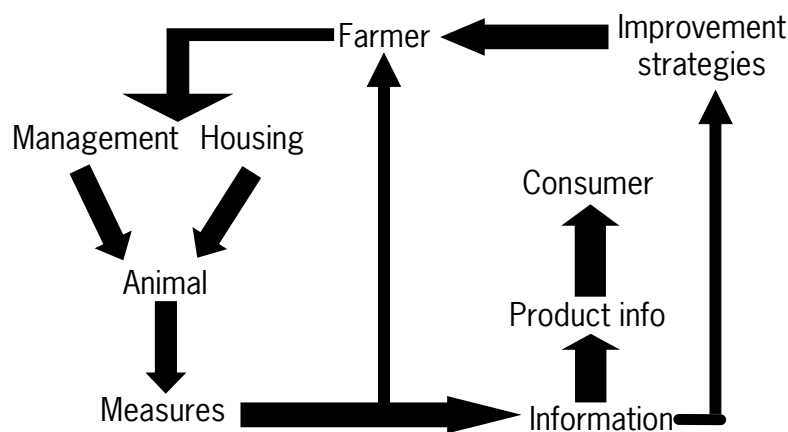 Farmer
Improvement
strategies
Management Housing
Consumer
Animal
Product info
Measures
Information